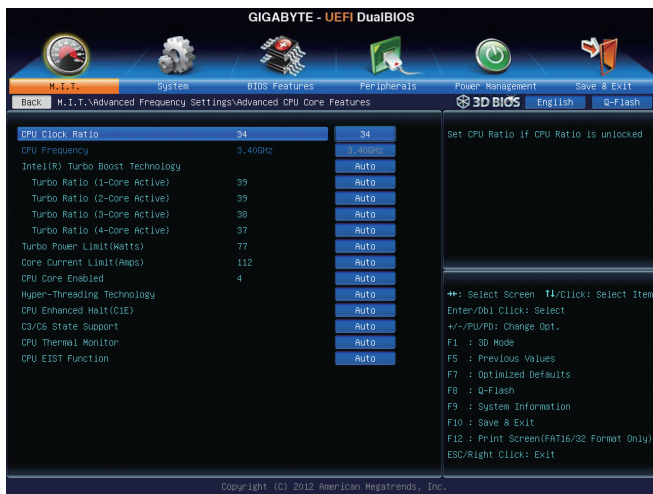 GIGABYTE - UEFI DualBIOS
M.I.T. System BIOS Features Peripherals Power Management Save & Exit
Back M.I.T.\Advanced Frequency Settings\Advanced CPU Core Features 3D BIOS English Q-Flash
CPU Clock Ratio 34 34
CPU Frequency 3.40GHz 3.40GHz
Intel(R) Turbo Boost Technology Auto
Turbo Ratio (1-Core Active) 39 Auto
Turbo Ratio (2-Core Active) 39 Auto
Turbo Ratio (3-Core Active) 38 Auto
Turbo Ratio (4-Core Active) 37 Auto
Turbo Power Limit(Watts) 77 Auto
Core Current Limit(Amps) 112 Auto
CPU Core Enabled 4 Auto
Hyper-Threading Technology Auto
CPU Enhanced Halt(C1E) Auto
C3/C6 State Support Auto
CPU Thermal Monitor Auto
CPU EIST Function Auto
Set CPU Ratio if CPU Ratio is unlocked
→←: Select Screen ↑↓/Click: Select Item
Enter/Dbl Click: Select
+/-/PU/PD: Change Opt.
F1 : 3D Mode
F5 : Previous Values
F7 : Optimized Defaults
F8 : Q-Flash
F9 : System Information
F10 : Save & Exit
F12 : Print Screen(FAT16/32 Format Only)
ESC/Right Click: Exit
Copyright (C) 2012 American Megatrends, Inc.